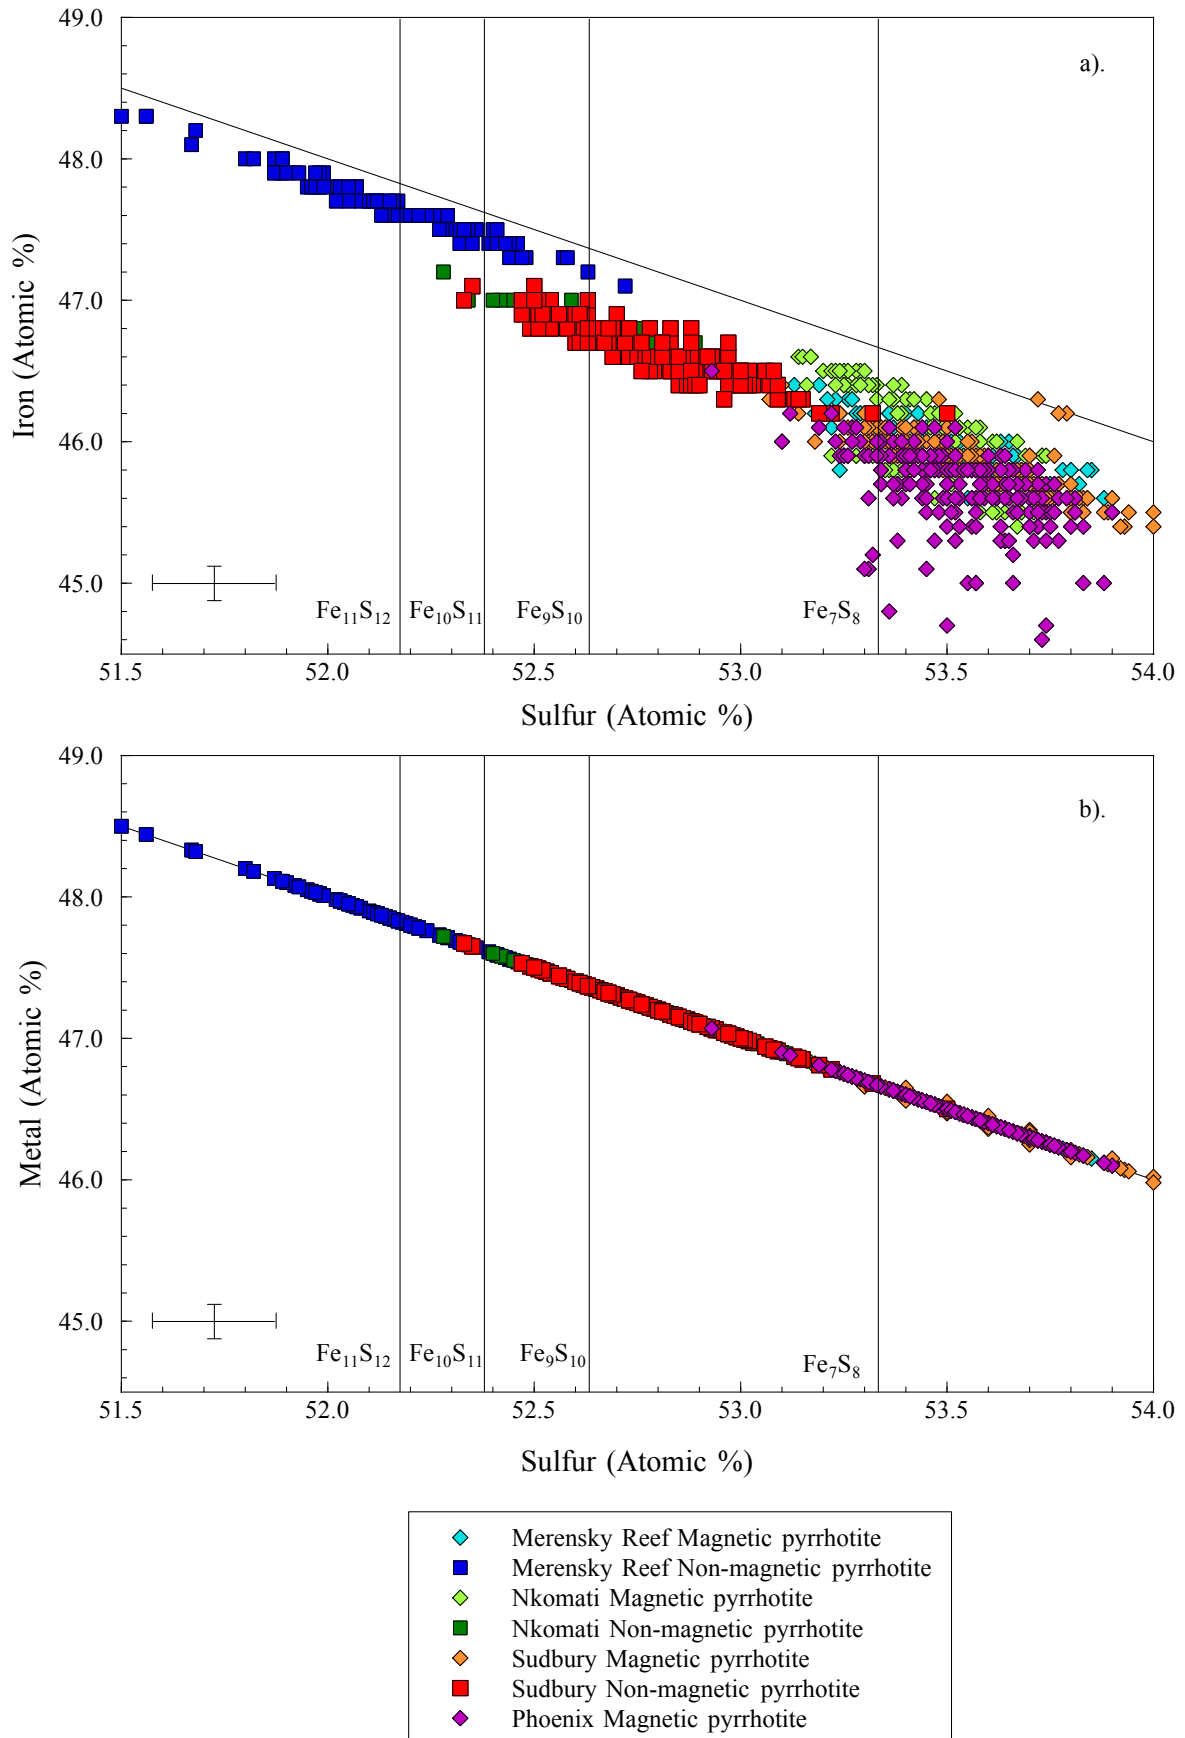 49.0
a).
48.0
47.0
Iron (Atomic %)
46.0
45.0
Fe₁₁S₁₂ Fe₁₀S₁₁ Fe₉S₁₀ Fe₇S₈
51.5 52.0 52.5 53.0 53.5 54.0
Sulfur (Atomic %)
49.0
b).
48.0
47.0
Metal (Atomic %)
46.0
45.0
Fe₁₁S₁₂ Fe₁₀S₁₁ Fe₉S₁₀ Fe₇S₈
51.5 52.0 52.5 53.0 53.5 54.0
Sulfur (Atomic %)
Merensky Reef Magnetic pyrrhotite
Merensky Reef Non-magnetic pyrrhotite
Nkomati Magnetic pyrrhotite
Nkomati Non-magnetic pyrrhotite
Sudbury Magnetic pyrrhotite
Sudbury Non-magnetic pyrrhotite
Phoenix Magnetic pyrrhotite